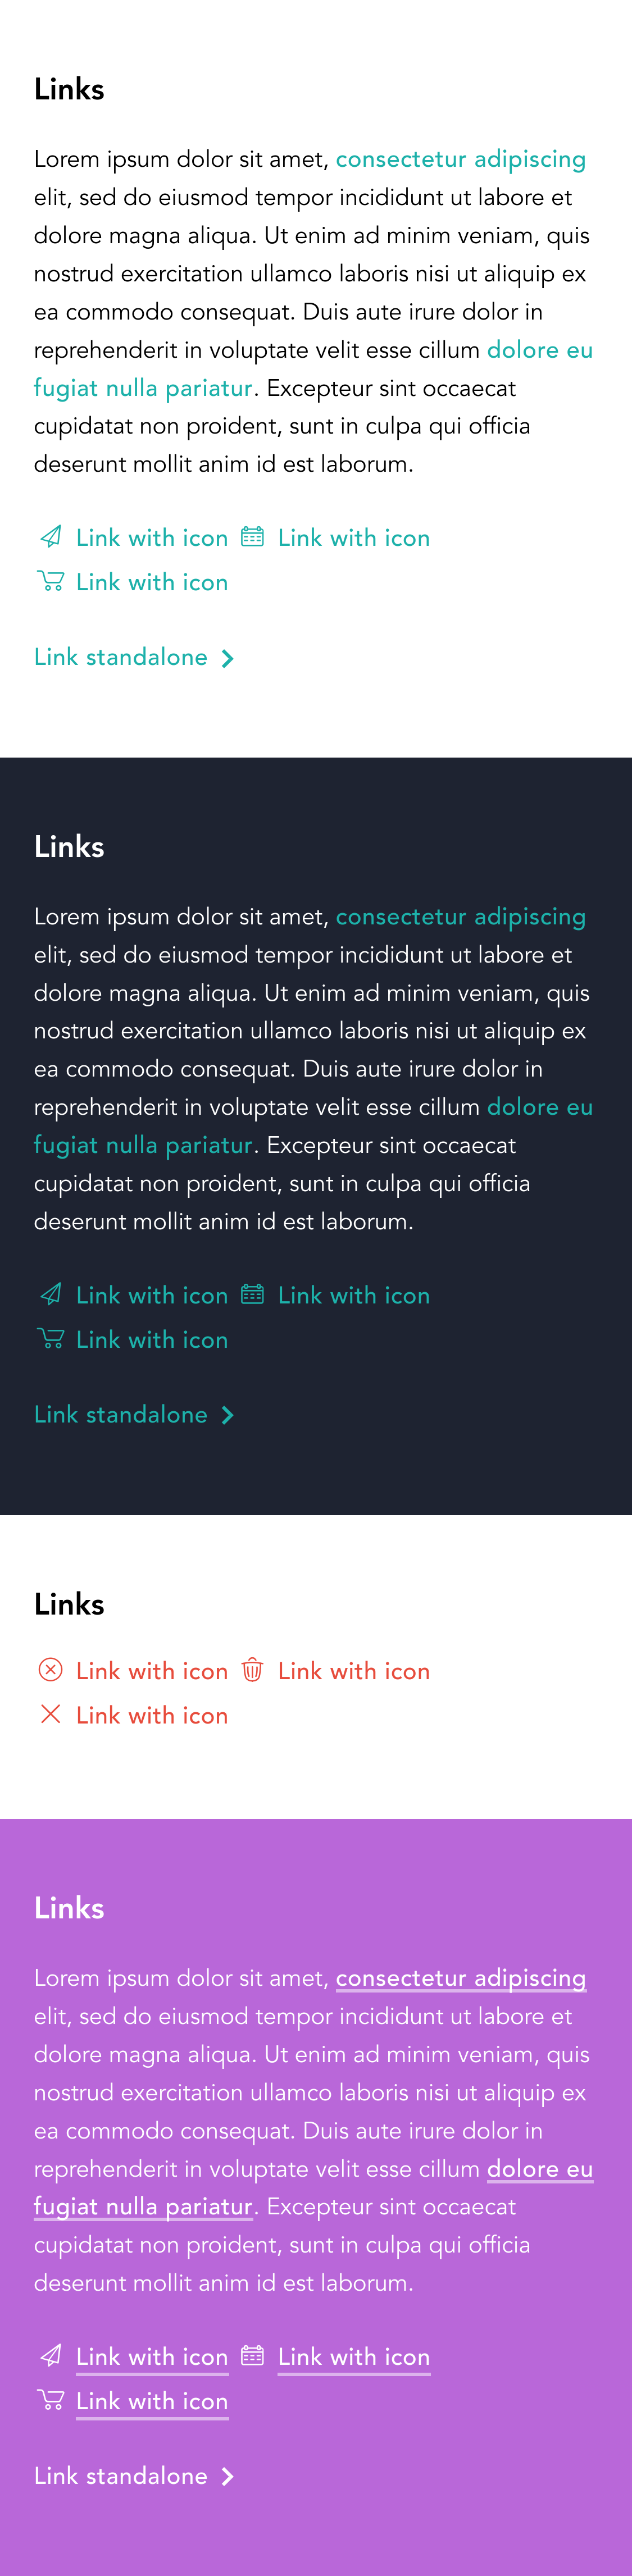 Links
Lorem ipsum dolor sit amet, consectetur adipiscing
elit, sed do eiusmod tempor incididunt ut labore et
dolore magna aliqua. Ut enim ad minim veniam, quis
nostrud exercitation ullamco laboris nisi ut aliquip ex
ea commodo consequat. Duis aute irure dolor in
reprehenderit in voluptate velit esse cillum dolore eu
fugiat nulla pariatur. Excepteur sint occaecat
cupidatat non proident, sunt in culpa qui officia
deserunt mollit anim id est laborum.
Link with icon Link with icon
Link with icon
Link standalone
Links
Lorem ipsum dolor sit amet, consectetur adipiscing
elit, sed do eiusmod tempor incididunt ut labore et
dolore magna aliqua. Ut enim ad minim veniam, quis
nostrud exercitation ullamco laboris nisi ut aliquip ex
ea commodo consequat. Duis aute irure dolor in
reprehenderit in voluptate velit esse cillum dolore eu
fugiat nulla pariatur. Excepteur sint occaecat
cupidatat non proident, sunt in culpa qui officia
deserunt mollit anim id est laborum.
Link with icon Link with icon
Link with icon
Link standalone
Links
Link with icon Link with icon
Link with icon
Links
Lorem ipsum dolor sit amet, consectetur adipiscing
elit, sed do eiusmod tempor incididunt ut labore et
dolore magna aliqua. Ut enim ad minim veniam, quis
nostrud exercitation ullamco laboris nisi ut aliquip ex
ea commodo consequat. Duis aute irure dolor in
reprehenderit in voluptate velit esse cillum dolore eu
fugiat nulla pariatur. Excepteur sint occaecat
cupidatat non proident, sunt in culpa qui officia
deserunt mollit anim id est laborum.
Link with icon Link with icon
Link with icon
Link standalone